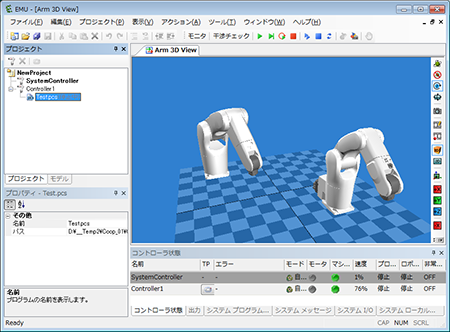 EMU - [Arm 3D View]
ファイル(F) 編集(E) プロジェクト(P) 表示(V) アクション(A) ツール(T) ウィンドウ(W) ヘルプ(H)
モニタ 干渉チェック
プロジェクト
Arm 3D View
NewProject
SystemController
Controller1
Test.pcs
プロジェクト モデル
プロパティ - Test.pcs
その他
名前 Test.pcs
パス
名前
プログラムの名前を表示します。
コントローラ状態
名前 TP エラー モード モータ マシ... 速度 プロ... ロボ... 非常...
SystemController - 自... 1% 停止 停止 OFF
Controller1 - 自... 76% 停止 停止 OFF
コントローラ状態 出力 システム プログラム... システム メッセージ システム I/O システム ローカル...
CAP NUM SCRL